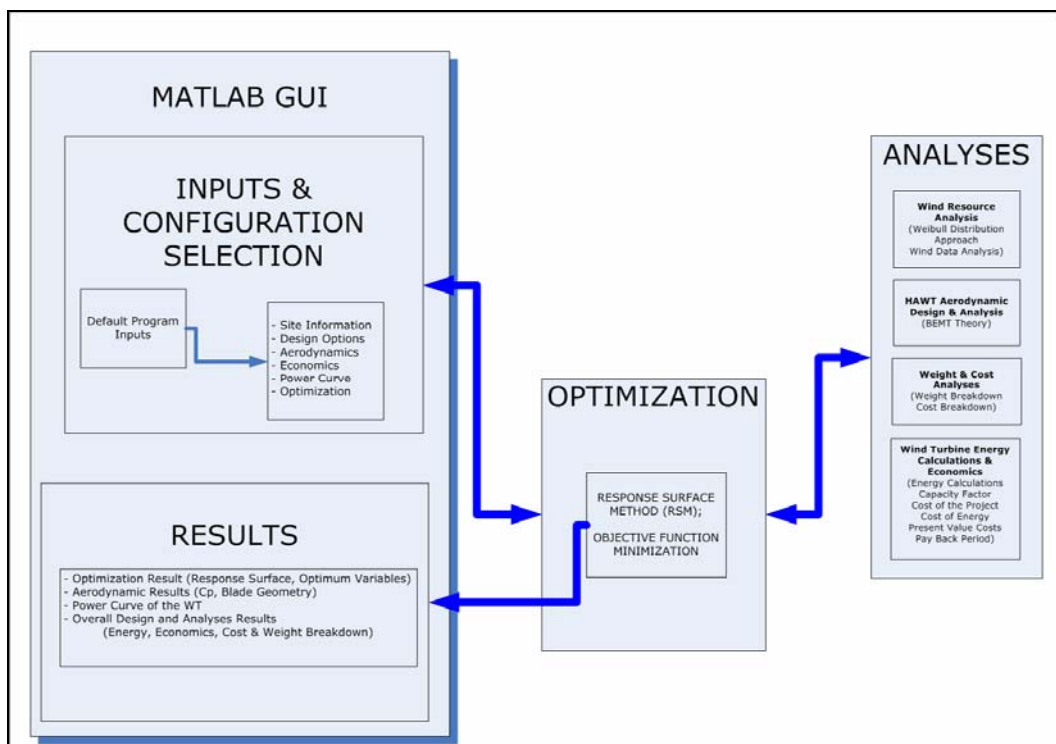 MATLAB GUI
INPUTS &
CONFIGURATION
SELECTION
Default Program
Inputs
- Site Information
- Design Options
- Aerodynamics
- Economics
- Power Curve
- Optimization
RESULTS
- Optimization Result (Response Surface, Optimum Variables)
- Aerodynamic Results (Cp, Blade Geometry)
- Power Curve of the WT
- Overall Design and Analyses Results
(Energy, Economics, Cost & Weight Breakdown)
OPTIMIZATION
RESPONSE SURFACE
METHOD (RSM);
OBJECTIVE FUNCTION
MINIMIZATION
ANALYSES
Wind Resource
Analysis
(Weibull Distribution
Approach
Wind Data Analysis)
HAWT Aerodynamic
Design & Analysis
(BEMT Theory)
Weight & Cost
Analyses
(Weight Breakdown
Cost Breakdown)
Wind Turbine Energy
Calculations &
Economics
(Energy Calculations
Capacity Factor
Cost of the Project
Cost of Energy
Present Value Costs
Pay Back Period)